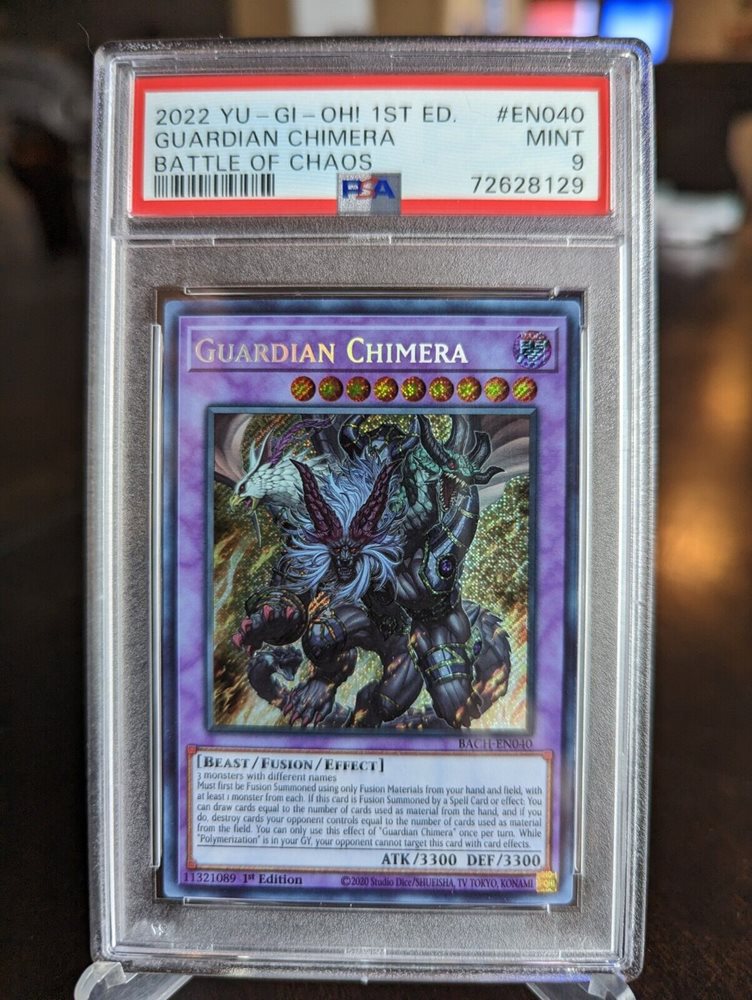 2022 YU-GI-OH! 1ST ED. #EN040
GUARDIAN CHIMERA MINT
BATTLE OF CHAOS 9
PSA 72628129
GUARDIAN CHIMERA
BACH-EN040
[BEAST/FUSION/EFFECT]
3 monsters with different names
Must first be Fusion Summoned using only Fusion Materials from your hand and field, with
at least 1 monster from each. If this card is Fusion Summoned by a Spell Card or effect: You
can draw cards equal to the number of cards used as material from the hand, and if you
do, destroy cards your opponent controls equal to the number of cards used as material
from the field. You can only use this effect of "Guardian Chimera" once per turn. While
"Polymerization" is in your GY, your opponent cannot target this card with card effects.
ATK/3300 DEF/3300
11321089 1st Edition ©2020 Studio Dice/SHUEISHA, TV TOKYO, KONAMI